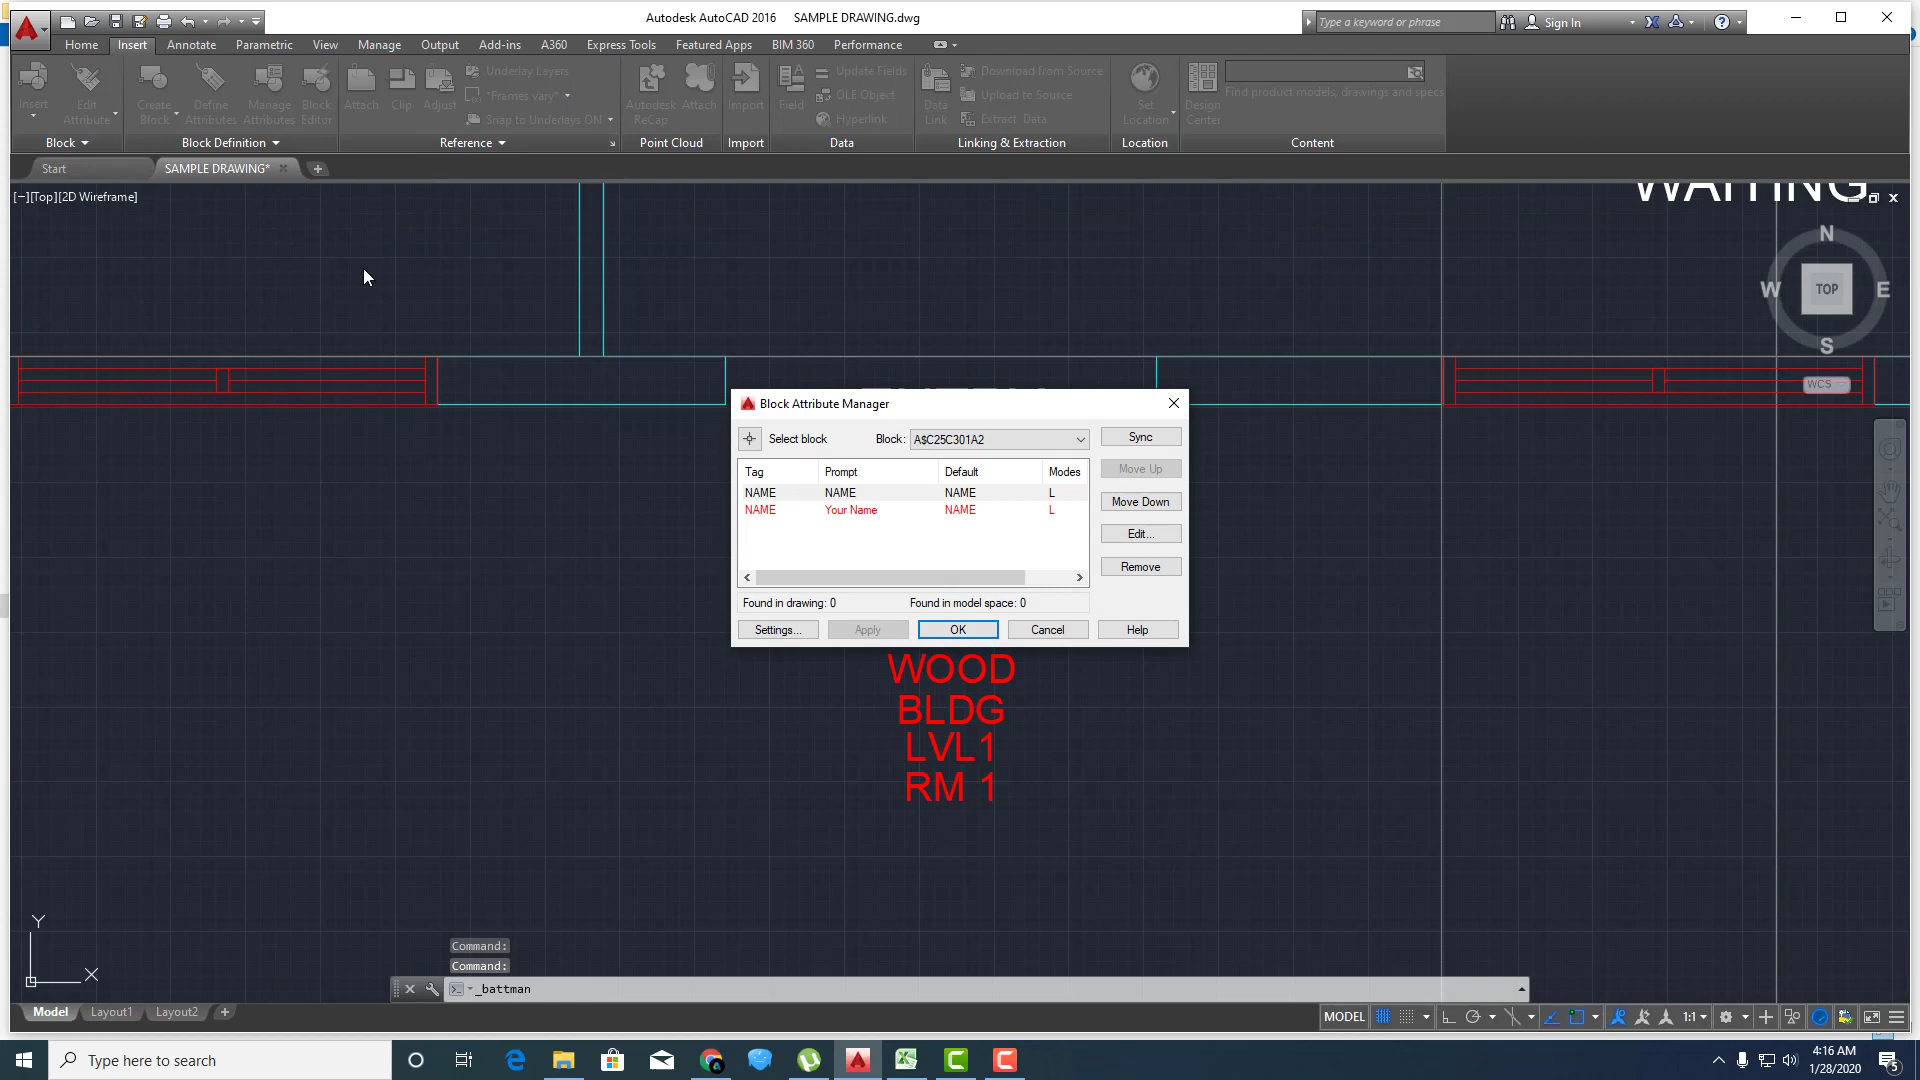 Autodesk AutoCAD 2016 SAMPLE DRAWING.dwg
Type a keyword or phrase
Sign In
Home Insert Annotate Parametric View Manage Output Add-ins A360 Express Tools Featured Apps BIM 360 Performance
Insert
Edit Attribute
Create Block
Define Attributes
Manage Attributes
Block Editor
Attach
Clip
Adjust
Underlay Layers
*Frames vary*
Snap to Underlays ON
Autodesk ReCap
Attach
Import
Field
Update Fields
OLE Object
Hyperlink
Data Link
Download from Source
Upload to Source
Extract Data
Set Location
Design Center
Find product models, drawings and specs
Block Block Definition Reference Point Cloud Import Data Linking & Extraction Location Content
Start SAMPLE DRAWING*
[−][Top][2D Wireframe]
WAITING
N
W TOP E
S
WCS
Block Attribute Manager
Select block Block: A$C25C301A2 Sync
Tag Prompt Default Modes Move Up
NAME NAME NAME L
NAME Your Name NAME L
Move Down
Edit...
Remove
Found in drawing: 0 Found in model space: 0
Settings... Apply OK Cancel Help
WOOD
BLDG
LVL1
RM 1
Y
X
Command:
Command:
_battman
Model Layout1 Layout2
MODEL 1:1
Type here to search
4:16 AM
1/28/2020
5